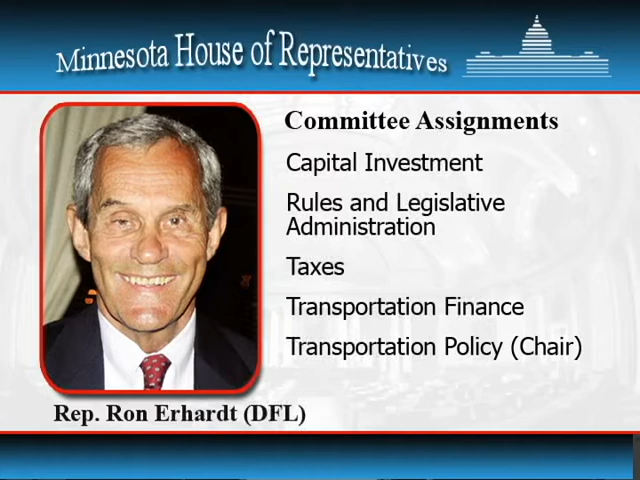 Minnesota House of Representatives
Committee Assignments
Capital Investment
Rules and Legislative
Administration
Taxes
Transportation Finance
Transportation Policy (Chair)
Rep. Ron Erhardt (DFL)